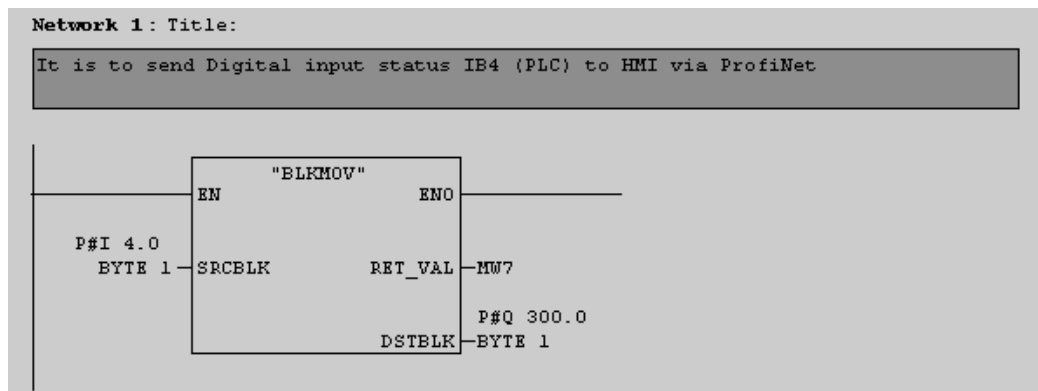 Network 1: Title:
It is to send Digital input status IB4 (PLC) to HMI via ProfiNet
"BLKMOV"
EN ENO
P#I 4.0
BYTE 1 SRCBLK RET_VAL MW7
P#Q 300.0
DSTBLK BYTE 1